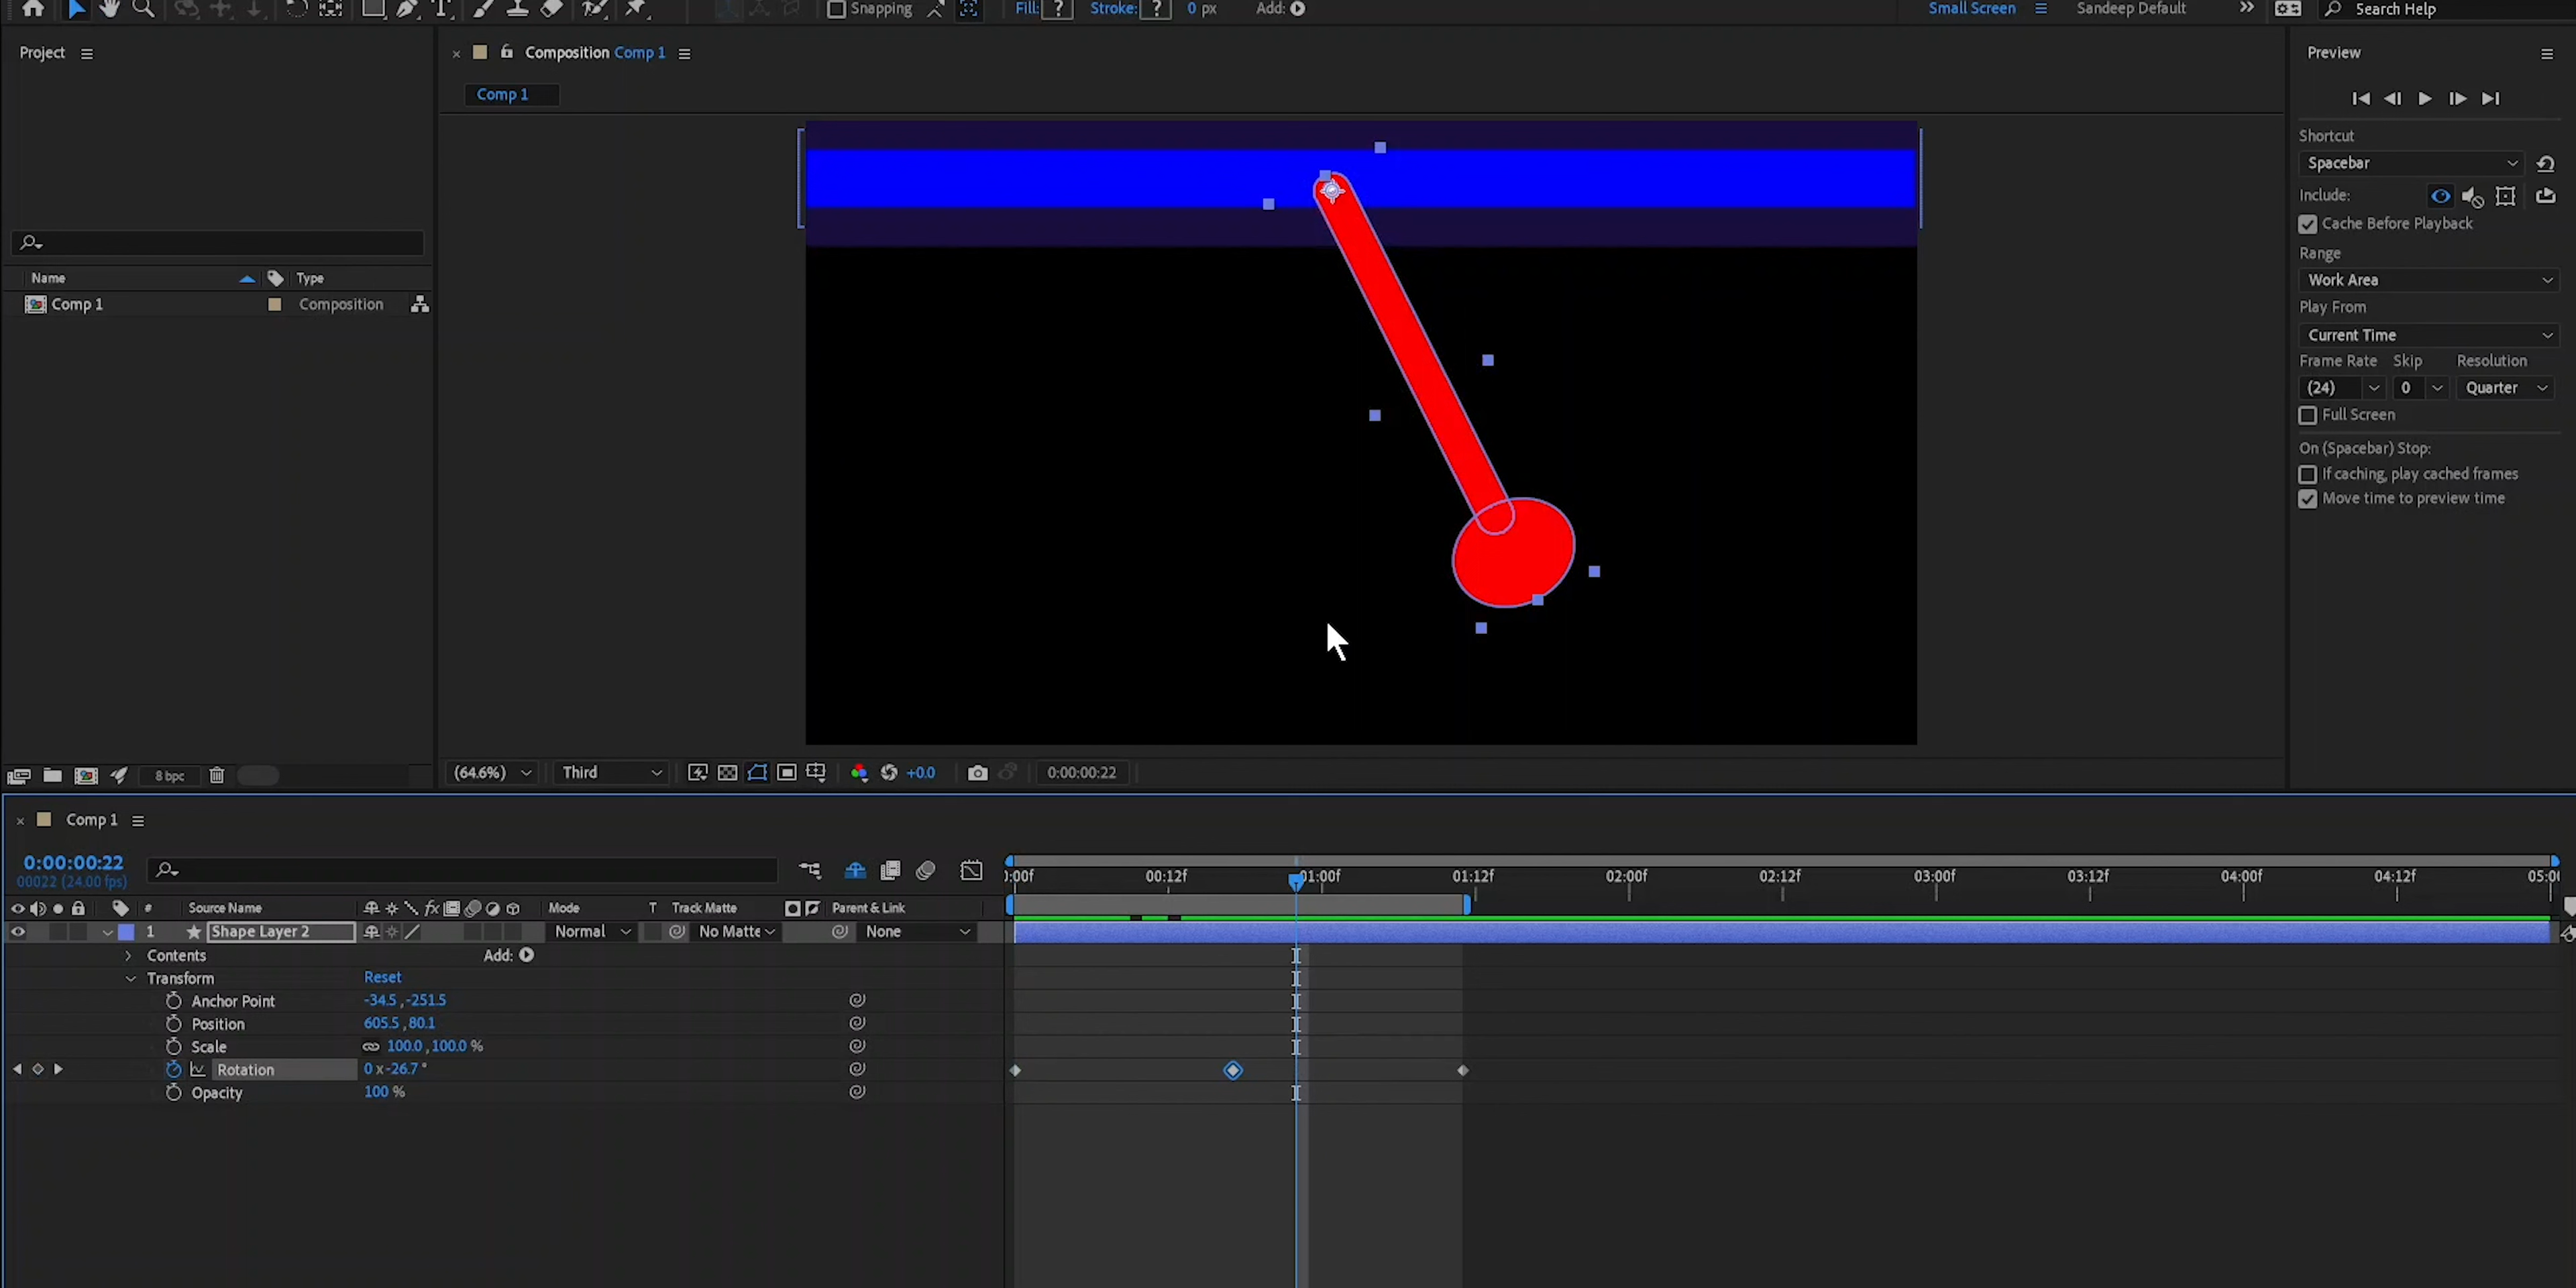 Snapping Fill: ? Stroke: ? 0 px Add: Small Screen Sandeep Default Search Help
Project
Composition Comp 1
Preview
Comp 1
Shortcut
Spacebar
Include:
Cache Before Playback
Range
Name Type
Work Area
Comp 1 Composition
Play From
Current Time
Frame Rate Skip Resolution
(24) 0 Quarter
Full Screen
On (Spacebar) Stop:
If caching, play cached frames
Move time to preview time
8 bpc
(64.6%) Third +0.0 0:00:00:22
Comp 1
0:00:00:22
00022 (24.00 fps)
:00f 00:12f 01:00f 01:12f 02:00f 02:12f 03:00f 03:12f 04:00f 04:12f 05:0
# Source Name fx Mode T Track Matte Parent & Link
1 Shape Layer 2 Normal No Matte None
Contents Add:
Transform Reset
Anchor Point -34.5 , -251.5
Position 605.5 , 80.1
Scale 100.0 , 100.0 %
Rotation 0 x -26.7 °
Opacity 100 %